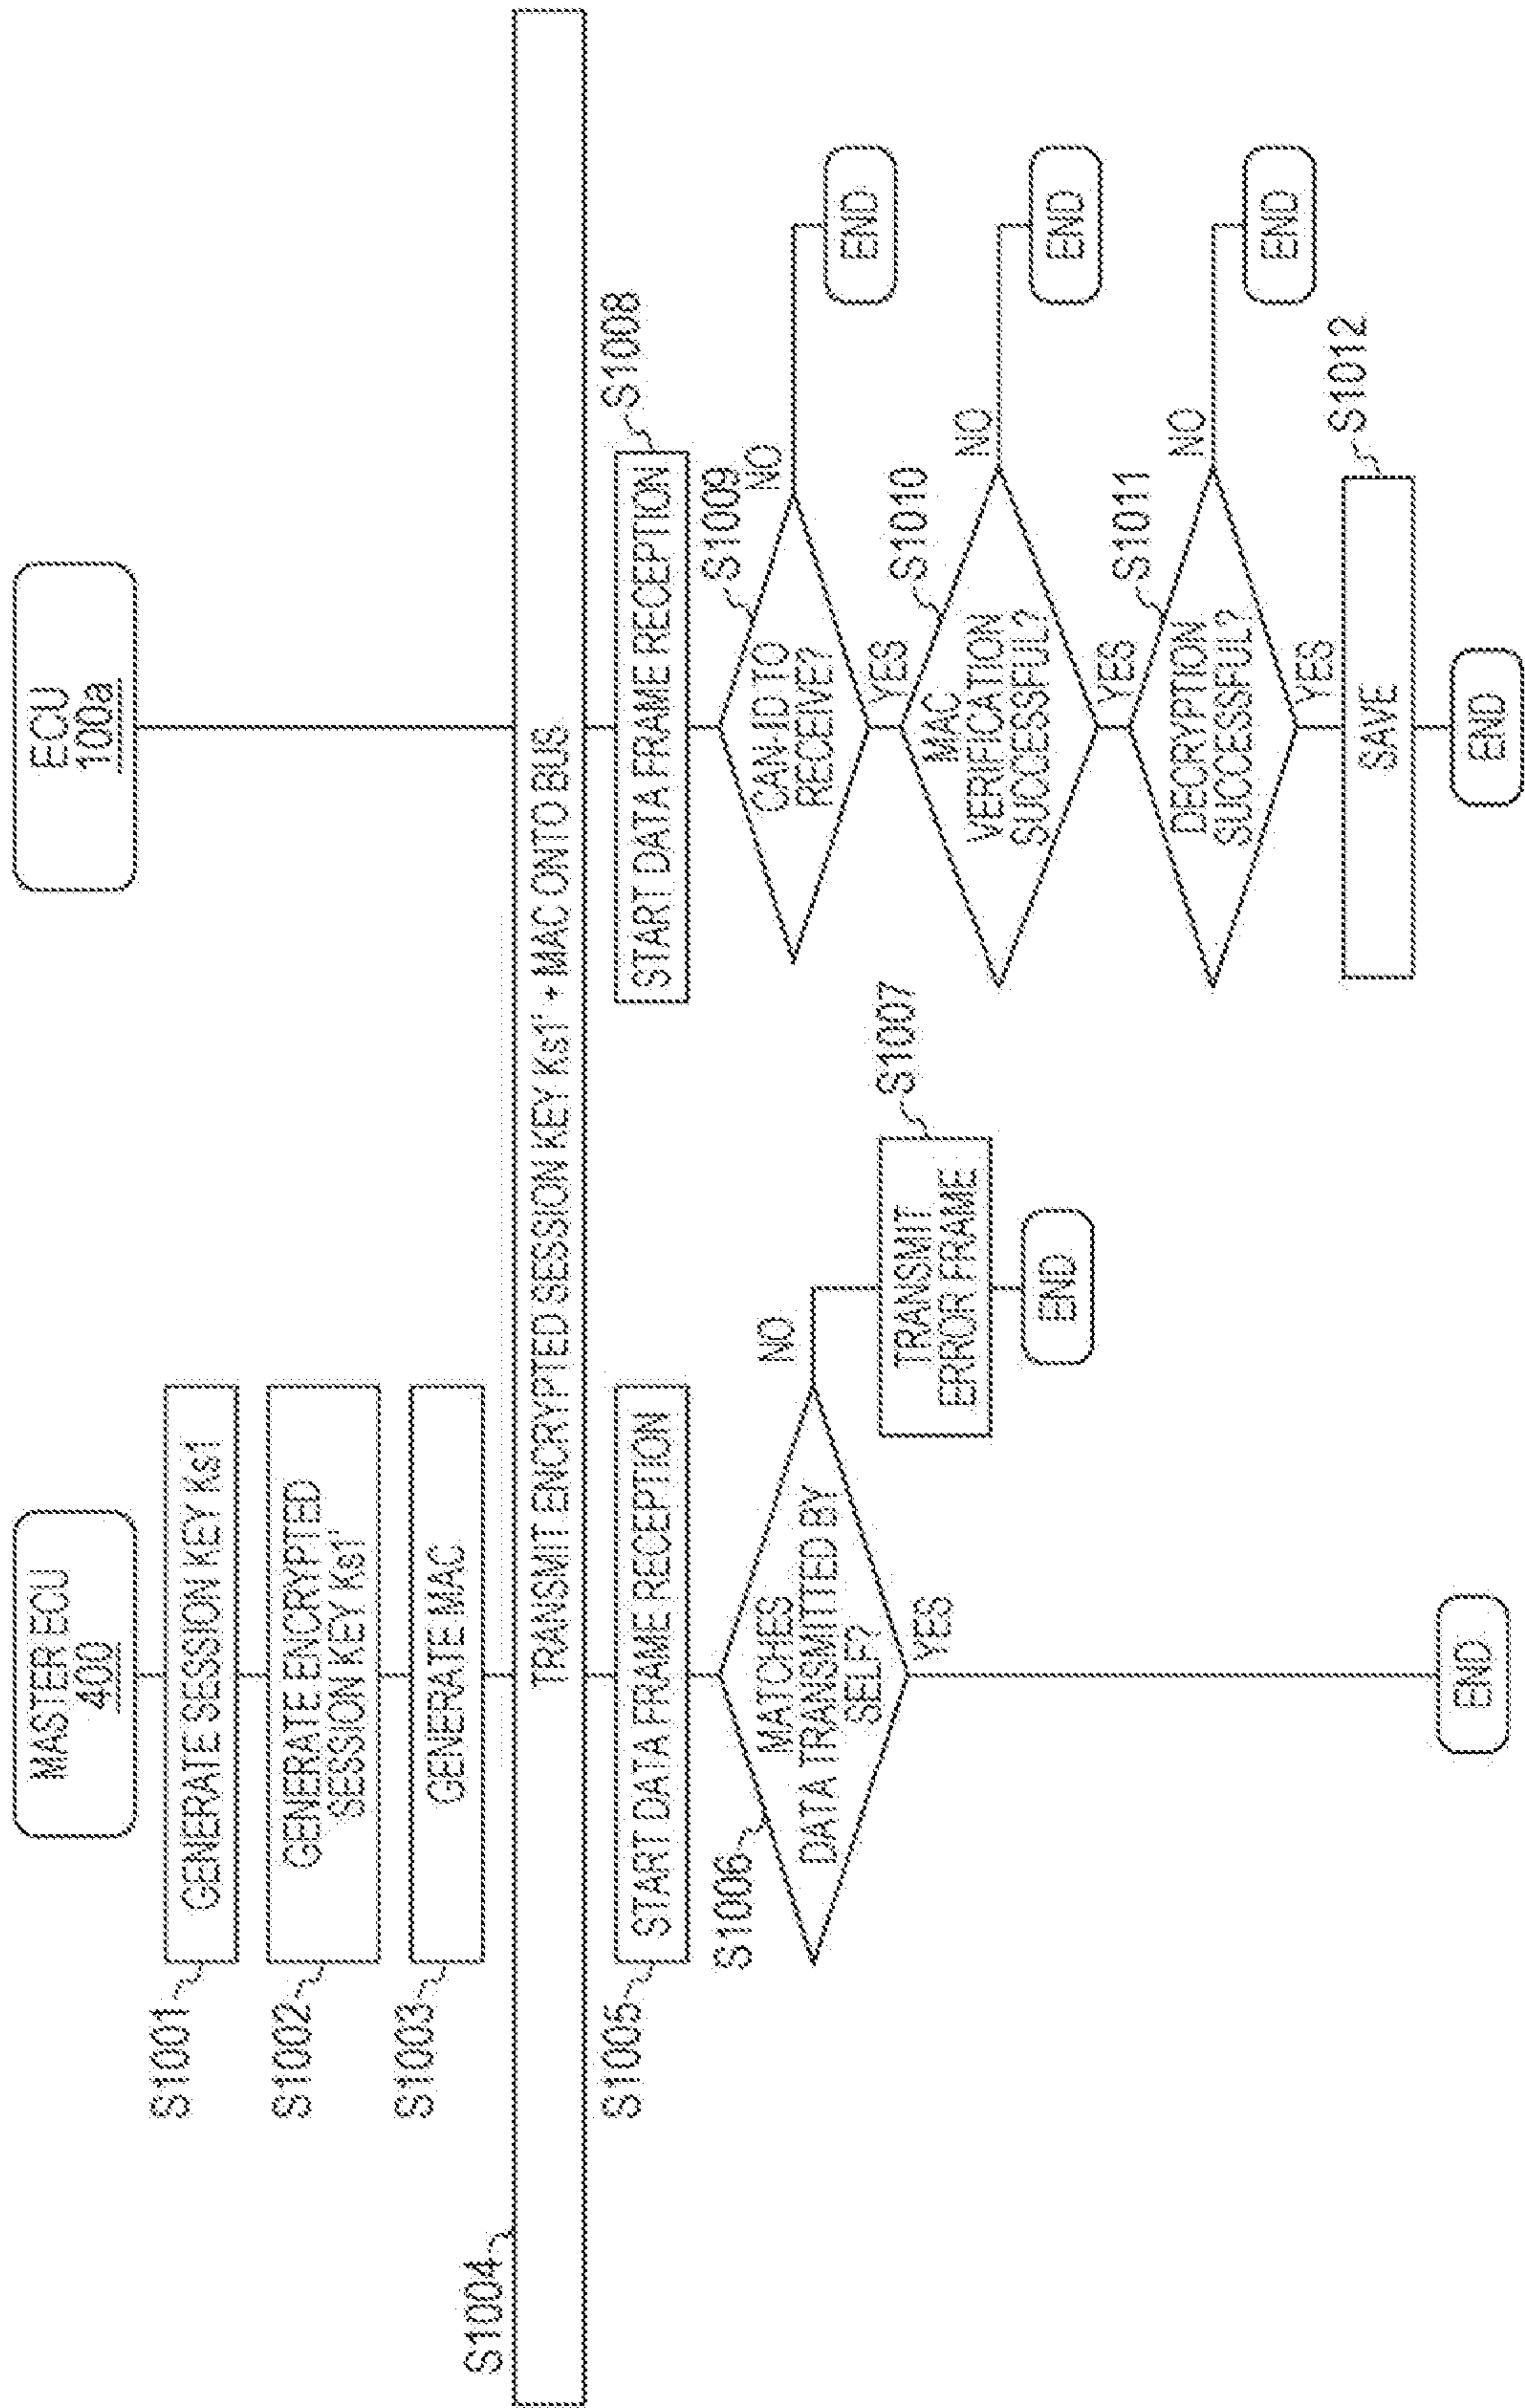 MASTER ECU
400
ECU
100a
S1001
GENERATE SESSION KEY Ks1
S1002
GENERATE ENCRYPTED
SESSION KEY Ks1'
S1003
GENERATE MAC
S1004
TRANSMIT ENCRYPTED SESSION KEY Ks1' + MAC ONTO BUS
S1005
START DATA FRAME RECEPTION
S1006
MATCHES
DATA TRANSMITTED BY
SELF?
NO
YES
S1007
TRANSMIT
ERROR FRAME
END
END
START DATA FRAME RECEPTION
S1008
CAN-ID TO
RECEIVE?
S1009
NO
END
YES
MAC
VERIFICATION
SUCCESSFUL?
S1010
NO
END
YES
DECRYPTION
SUCCESSFUL?
S1011
NO
END
YES
SAVE
S1012
END